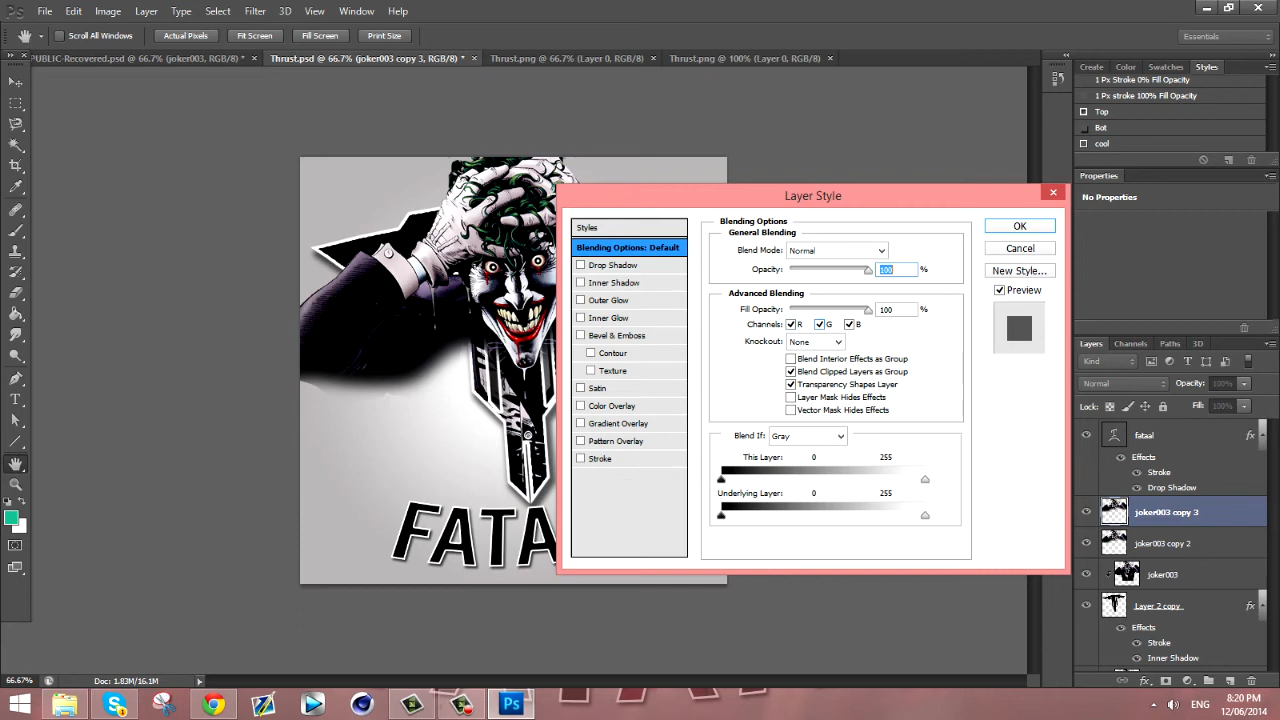 Ps File Edit Image Layer Type Select Filter 3D View Window Help
Scroll All Windows Actual Pixels Fit Screen Fill Screen Print Size Essentials
PUBLIC-Recovered.psd @ 66.7% (joker003, RGB/8) * × Thrust.psd @ 66.7% (joker003 copy 3, RGB/8) * × Thrust.png @ 66.7% (Layer 0, RGB/8) × Thrust.png @ 100% (Layer 0, RGB/8) ×
Create Color Swatches Styles
1 Px Stroke 0% Fill Opacity
1 Px stroke 100% Fill Opacity
Top
Bot
cool
Properties
No Properties
Layer Style
Styles
Blending Options: Default
Drop Shadow
Inner Shadow
Outer Glow
Inner Glow
Bevel & Emboss
Contour
Texture
Satin
Color Overlay
Gradient Overlay
Pattern Overlay
Stroke
Blending Options
General Blending
Blend Mode: Normal
Opacity: 100 %
Advanced Blending
Fill Opacity: 100 %
Channels: R G B
Knockout: None
Blend Interior Effects as Group
Blend Clipped Layers as Group
Transparency Shapes Layer
Layer Mask Hides Effects
Vector Mask Hides Effects
Blend If: Gray
This Layer: 0 255
Underlying Layer: 0 255
OK
Cancel
New Style...
Preview
Layers Channels Paths 3D
Kind
Normal Opacity: 100%
Lock: Fill: 100%
fataal fx
Effects
Stroke
Drop Shadow
joker003 copy 3
joker003 copy 2
joker003
Layer 2 copy fx
Effects
Stroke
Inner Shadow
FATA
66.67% Doc: 1.83M/16.1M
ENG
8:20 PM
12/06/2014